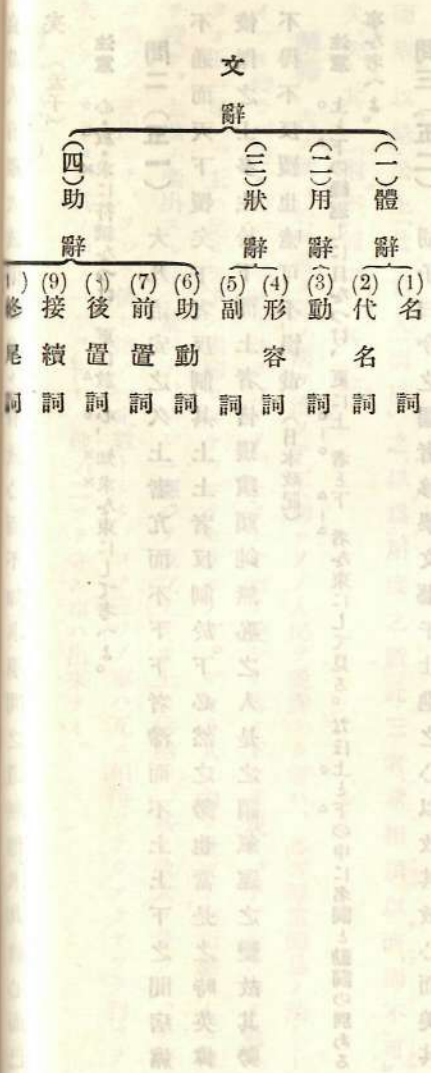 文辭
(一)體辭
(1)名詞
(2)代名詞
(二)用辭
(3)動詞
(三)狀辭
(4)形容詞
(5)副詞
(四)助辭
(6)助動詞
(7)前置詞
後置詞
(9)接續詞
尾詞